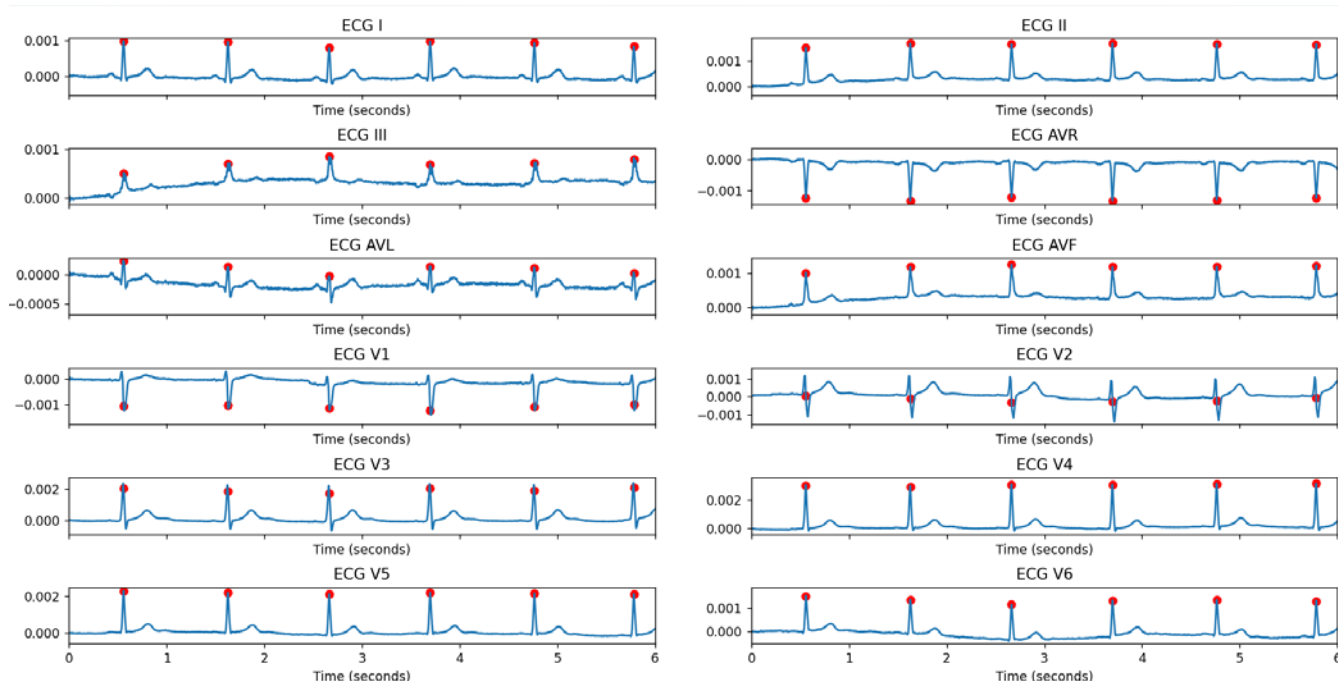 ECG I
0.001
0.000
Time (seconds)
ECG II
0.001
0.000
Time (seconds)
ECG III
0.001
0.000
Time (seconds)
ECG AVR
0.000
−0.001
Time (seconds)
ECG AVL
0.0000
−0.0005
Time (seconds)
ECG AVF
0.001
0.000
Time (seconds)
ECG V1
0.000
−0.001
Time (seconds)
ECG V2
0.001
0.000
−0.001
Time (seconds)
ECG V3
0.002
0.000
Time (seconds)
ECG V4
0.002
0.000
Time (seconds)
ECG V5
0.002
0.000
0 1 2 3 4 5 6
Time (seconds)
ECG V6
0.001
0.000
0 1 2 3 4 5 6
Time (seconds)